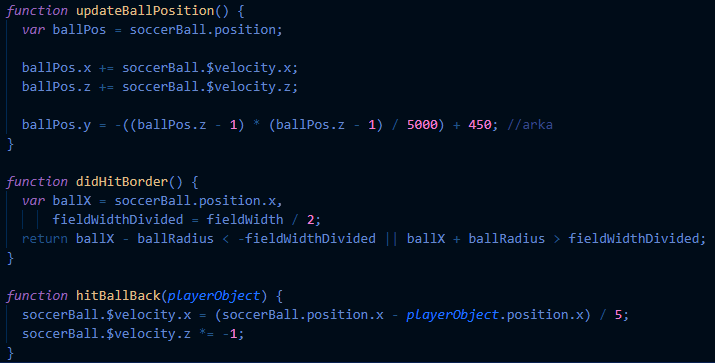 function updateBallPosition() {
var ballPos = soccerBall.position;
ballPos.x += soccerBall.$velocity.x;
ballPos.z += soccerBall.$velocity.z;
ballPos.y = -((ballPos.z - 1) * (ballPos.z - 1) / 5000) + 450; //arka
}
function didHitBorder() {
var ballX = soccerBall.position.x,
fieldWidthDivided = fieldWidth / 2;
return ballX - ballRadius < -fieldWidthDivided || ballX + ballRadius > fieldWidthDivided;
}
function hitBallBack(playerObject) {
soccerBall.$velocity.x = (soccerBall.position.x - playerObject.position.x) / 5;
soccerBall.$velocity.z *= -1;
}